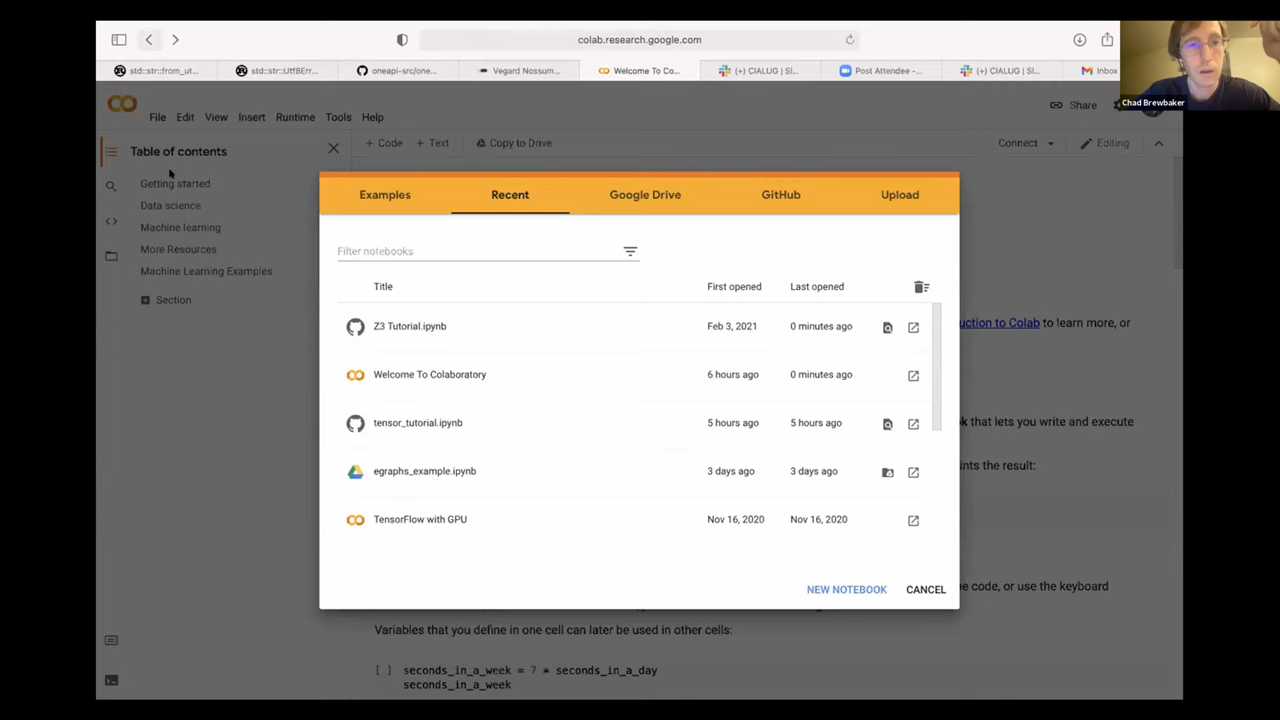 colab.research.google.com
std::str::from_ut...
std::str::Utf8Err...
oneapi-src/one...
Vegard Nossum...
Welcome To Co...
(+) CIALUG | Sl...
Post Attendee -...
(+) CIALUG | Sl...
Inbox
Chad Brewbaker
File Edit View Insert Runtime Tools Help
Share
Table of contents
+ Code + Text Copy to Drive
Connect Editing
Getting started
Data science
Machine learning
More Resources
Machine Learning Examples
Section
Examples Recent Google Drive GitHub Upload
Filter notebooks
Title First opened Last opened
Z3 Tutorial.ipynb Feb 3, 2021 0 minutes ago
Welcome To Colaboratory 6 hours ago 0 minutes ago
tensor_tutorial.ipynb 5 hours ago 5 hours ago
egraphs_example.ipynb 3 days ago 3 days ago
TensorFlow with GPU Nov 16, 2020 Nov 16, 2020
NEW NOTEBOOK CANCEL
uction to Colab to learn more, or
ok that lets you write and execute
ints the result:
he code, or use the keyboard
Variables that you define in one cell can later be used in other cells:
[ ] seconds_in_a_week = 7 * seconds_in_a_day
seconds_in_a_week